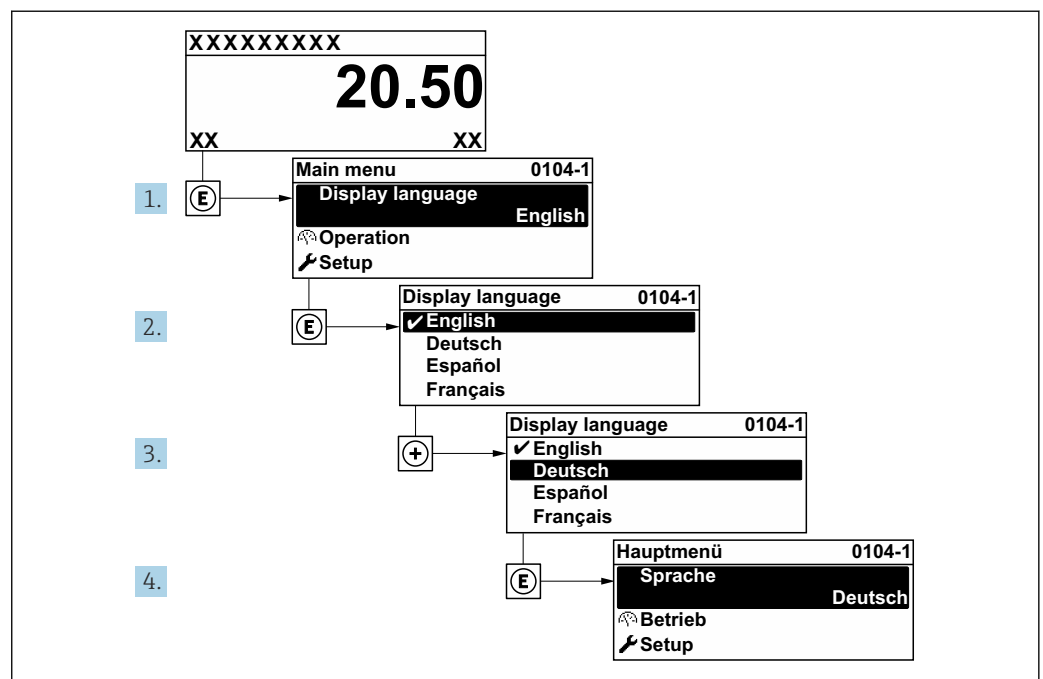 XXXXXXXXX
20.50
XX XX
1. E
Main menu 0104-1
Display language
English
Operation
Setup
2. E
Display language 0104-1
✔English
Deutsch
Español
Français
3. +
Display language 0104-1
✔English
Deutsch
Español
Français
4. E
Hauptmenü 0104-1
Sprache
Deutsch
Betrieb
Setup